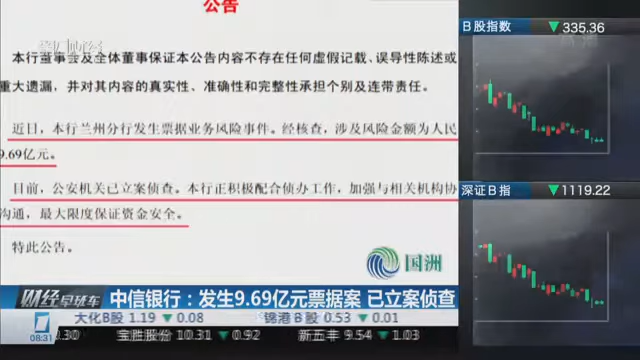 公告
本行董事会及全体董事保证本公告内容不存在任何虚假记载、误导性陈述或
重大遗漏，并对其内容的真实性、准确性和完整性承担个别及连带责任。
近日，本行兰州分行发生票据业务风险事件。经核查，涉及风险金额为人民
9.69亿元。
目前，公安机关已立案侦查。本行正积极配合侦办工作，加强与相关机构协
沟通，最大限度保证资金安全。
特此公告。
国洲
B股指数 ▼335.36
深证B指 ▼1119.22
财经早班车
中信银行：发生9.69亿元票据案 已立案侦查
08:31
大化B股 1.19 ▼0.08 锦港B股 0.53 ▼0.01
宝胜股份 10.31 ▼0.92 新五丰 9.54 ▼1.03